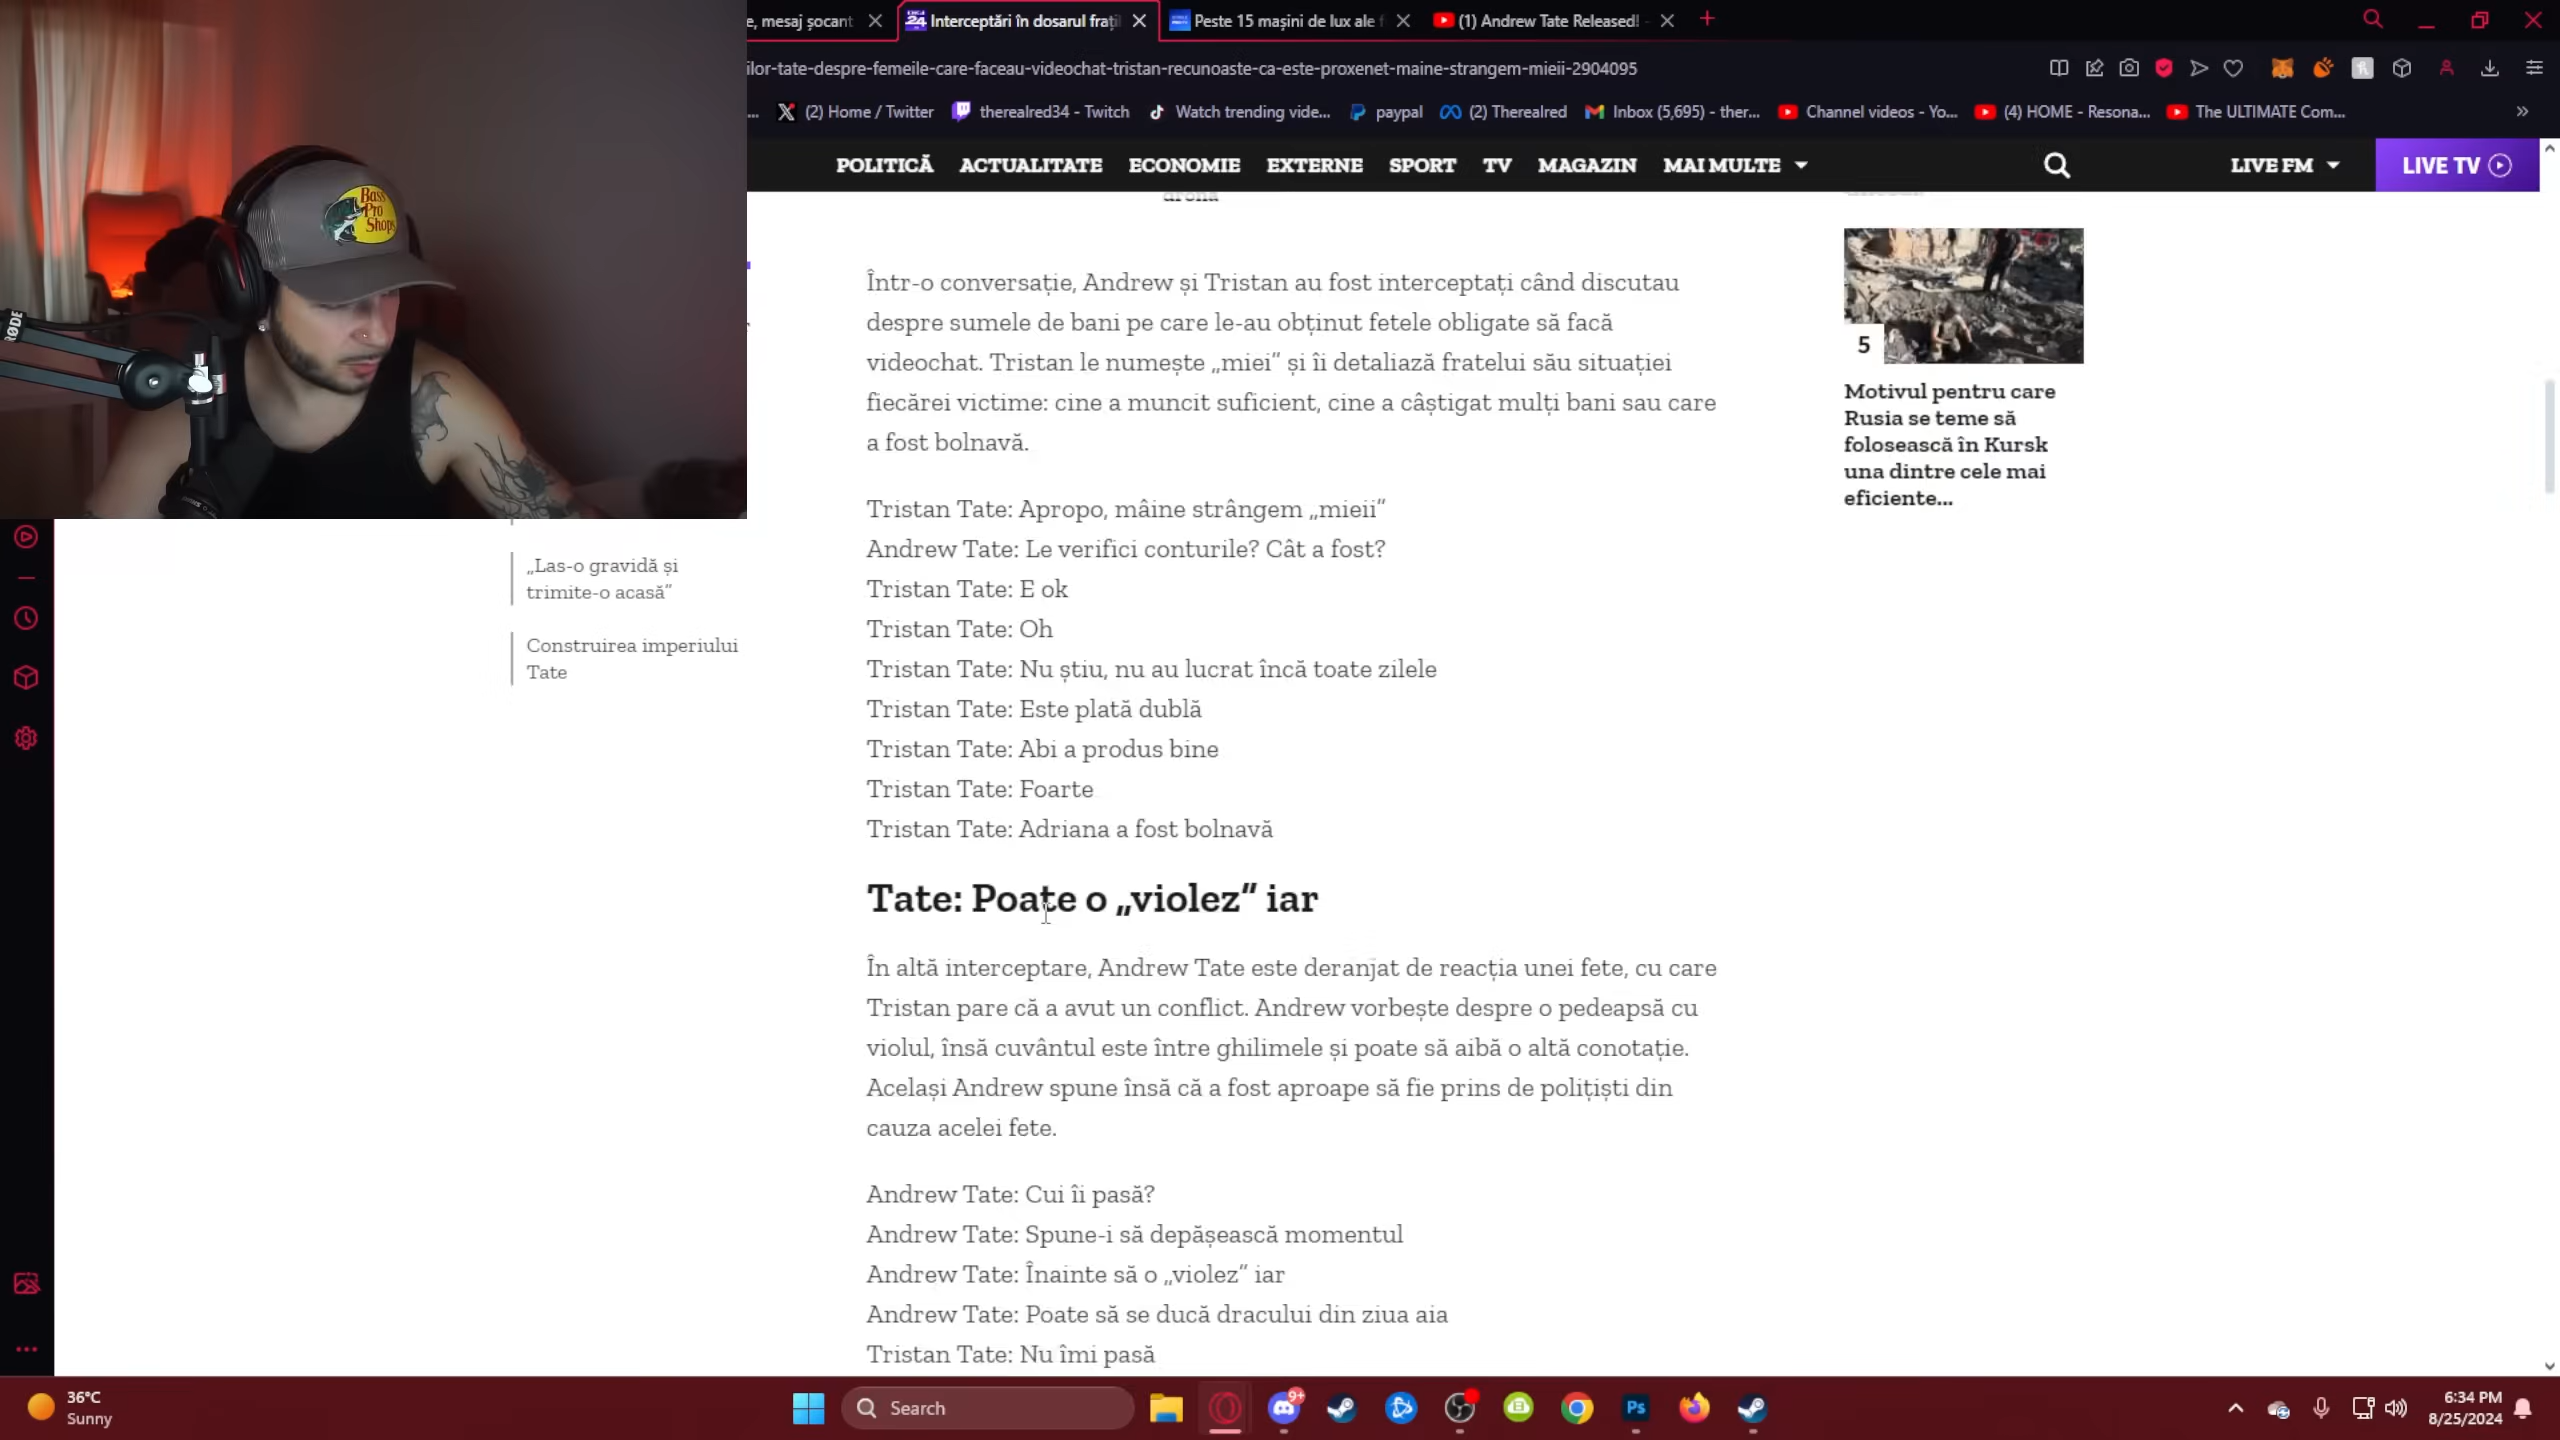 e, mesaj șocant
24 Interceptări în dosarul frați
Peste 15 mașini de lux ale f
(1) Andrew Tate Released! -
ilor-tate-despre-femeile-care-faceau-videochat-tristan-recunoaste-ca-este-proxenet-maine-strangem-mieii-2904095
(2) Home / Twitter
therealred34 - Twitch
Watch trending vide...
paypal
(2) Therealred
Inbox (5,695) - ther...
Channel videos - Yo...
(4) HOME - Resona...
The ULTIMATE Com...
POLITICĂ ACTUALITATE ECONOMIE EXTERNE SPORT TV MAGAZIN MAI MULTE
LIVE FM
LIVE TV
Bass
Pro
Shops
RØDE
Într-o conversație, Andrew și Tristan au fost interceptați când discutau
despre sumele de bani pe care le-au obținut fetele obligate să facă
videochat. Tristan le numește „miei” și îi detaliază fratelui său situației
fiecărei victime: cine a muncit suficient, cine a câștigat mulți bani sau care
a fost bolnavă.
Tristan Tate: Apropo, mâine strângem „mieii”
Andrew Tate: Le verifici conturile? Cât a fost?
Tristan Tate: E ok
Tristan Tate: Oh
Tristan Tate: Nu știu, nu au lucrat încă toate zilele
Tristan Tate: Este plată dublă
Tristan Tate: Abi a produs bine
Tristan Tate: Foarte
Tristan Tate: Adriana a fost bolnavă
Tate: Poate o „violez” iar
În altă interceptare, Andrew Tate este deranjat de reacția unei fete, cu care
Tristan pare că a avut un conflict. Andrew vorbește despre o pedeapsă cu
violul, însă cuvântul este între ghilimele și poate să aibă o altă conotație.
Același Andrew spune însă că a fost aproape să fie prins de polițiști din
cauza acelei fete.
Andrew Tate: Cui îi pasă?
Andrew Tate: Spune-i să depășească momentul
Andrew Tate: Înainte să o „violez” iar
Andrew Tate: Poate să se ducă dracului din ziua aia
Tristan Tate: Nu îmi pasă
„Las-o gravidă și
trimite-o acasă”
Construirea imperiului
Tate
5
Motivul pentru care
Rusia se teme să
folosească în Kursk
una dintre cele mai
eficiente...
36°C
Sunny
Search
9+
Ps
6:34 PM
8/25/2024